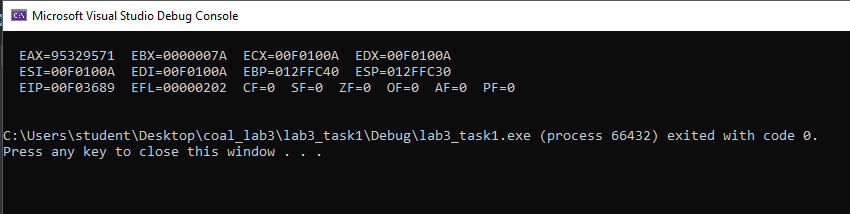 Microsoft Visual Studio Debug Console
EAX=95329571 EBX=0000007A ECX=00F0100A EDX=00F0100A
ESI=00F0100A EDI=00F0100A EBP=012FFC40 ESP=012FFC30
EIP=00F03689 EFL=00000202 CF=0 SF=0 ZF=0 OF=0 AF=0 PF=0
C:\Users\student\Desktop\coal_lab3\lab3_task1\Debug\lab3_task1.exe (process 66432) exited with code 0.
Press any key to close this window . . .